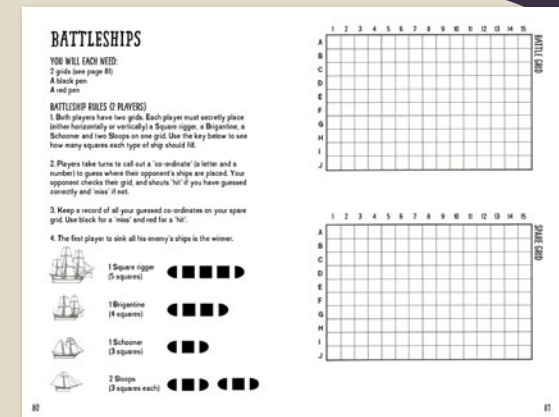 BATTLESHIPS
YOU WILL EACH NEED:
2 grids (see page 81)
A black pen
A red pen
BATTLESHIP RULES (2 PLAYERS)
1. Both players have two grids. Each player must secretly place
(either horizontally or vertically) a Square rigger, a Brigantine, a
Schooner and two Sloops on one grid. Use the key below to see
how many squares each type of ship should fill.
2. Players take turns to call out a 'co-ordinate' (a letter and a
number) to guess where their opponent's ships are placed. Your
opponent checks their grid, and shouts 'hit' if you have guessed
correctly and 'miss' if not.
3. Keep a record of all your guessed co-ordinates on your spare
grid. Use black for a 'miss' and red for a 'hit'.
4. The first player to sink all his enemy's ships is the winner.
1 Square rigger
(5 squares)
1 Brigantine
(4 squares)
1 Schooner
(3 squares)
2 Sloops
(3 squares each)
80
1 2 3 4 5 6 7 8 9 10 11 12 13 14 15
A
B
C
D
E
F
G
H
I
J
BATTLE GRID
1 2 3 4 5 6 7 8 9 10 11 12 13 14 15
A
B
C
D
E
F
G
H
I
J
SPARE GRID
81